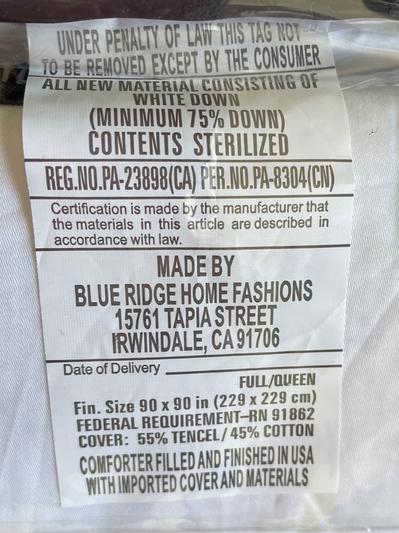 UNDER PENALTY OF LAW THIS TAG NOT
TO BE REMOVED EXCEPT BY THE CONSUMER
ALL NEW MATERIAL CONSISTING OF
WHITE DOWN
(MINIMUM 75% DOWN)
CONTENTS STERILIZED
REG.NO.PA-23898(CA) PER.NO.PA-8304(CN)
Certification is made by the manufacturer that
the materials in this article are described in
accordance with law.
MADE BY
BLUE RIDGE HOME FASHIONS
15761 TAPIA STREET
IRWINDALE, CA 91706
Date of Delivery
FULL/QUEEN
Fin. Size 90 x 90 in (229 x 229 cm)
FEDERAL REQUIREMENT-RN 91862
COVER: 55% TENCEL/ 45% COTTON
COMFORTER FILLED AND FINISHED IN USA
WITH IMPORTED COVER AND MATERIALS